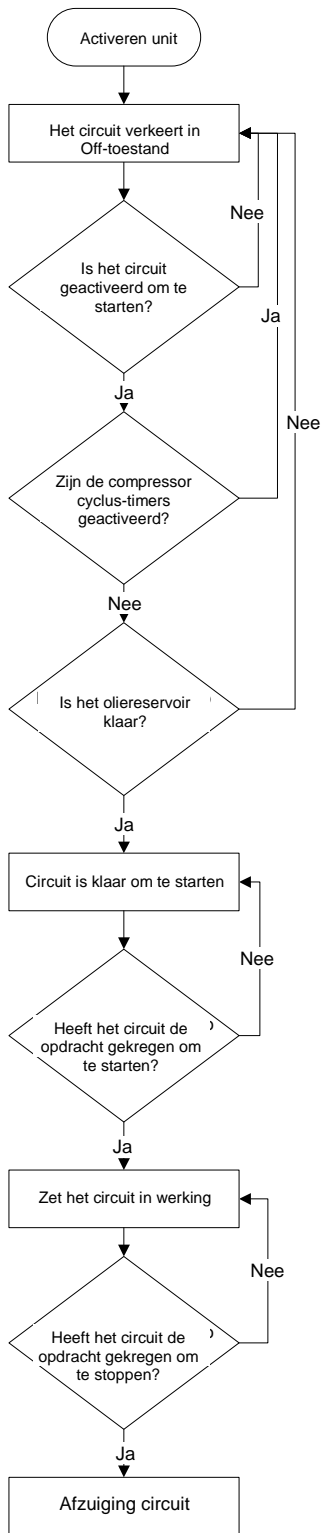 Activeren unit
Het circuit verkeert in
Off-toestand
Nee
Is het circuit
geactiveerd om te
starten?
Ja
Ja
Nee
Zijn de compressor
cyclus-timers
geactiveerd?
Nee
Is het oliereservoir
klaar?
Ja
Circuit is klaar om te starten
Nee
Heeft het circuit de
opdracht gekregen om
te starten?
Ja
Zet het circuit in werking
Nee
Heeft het circuit de
opdracht gekregen om
te stoppen?
Ja
Afzuiging circuit